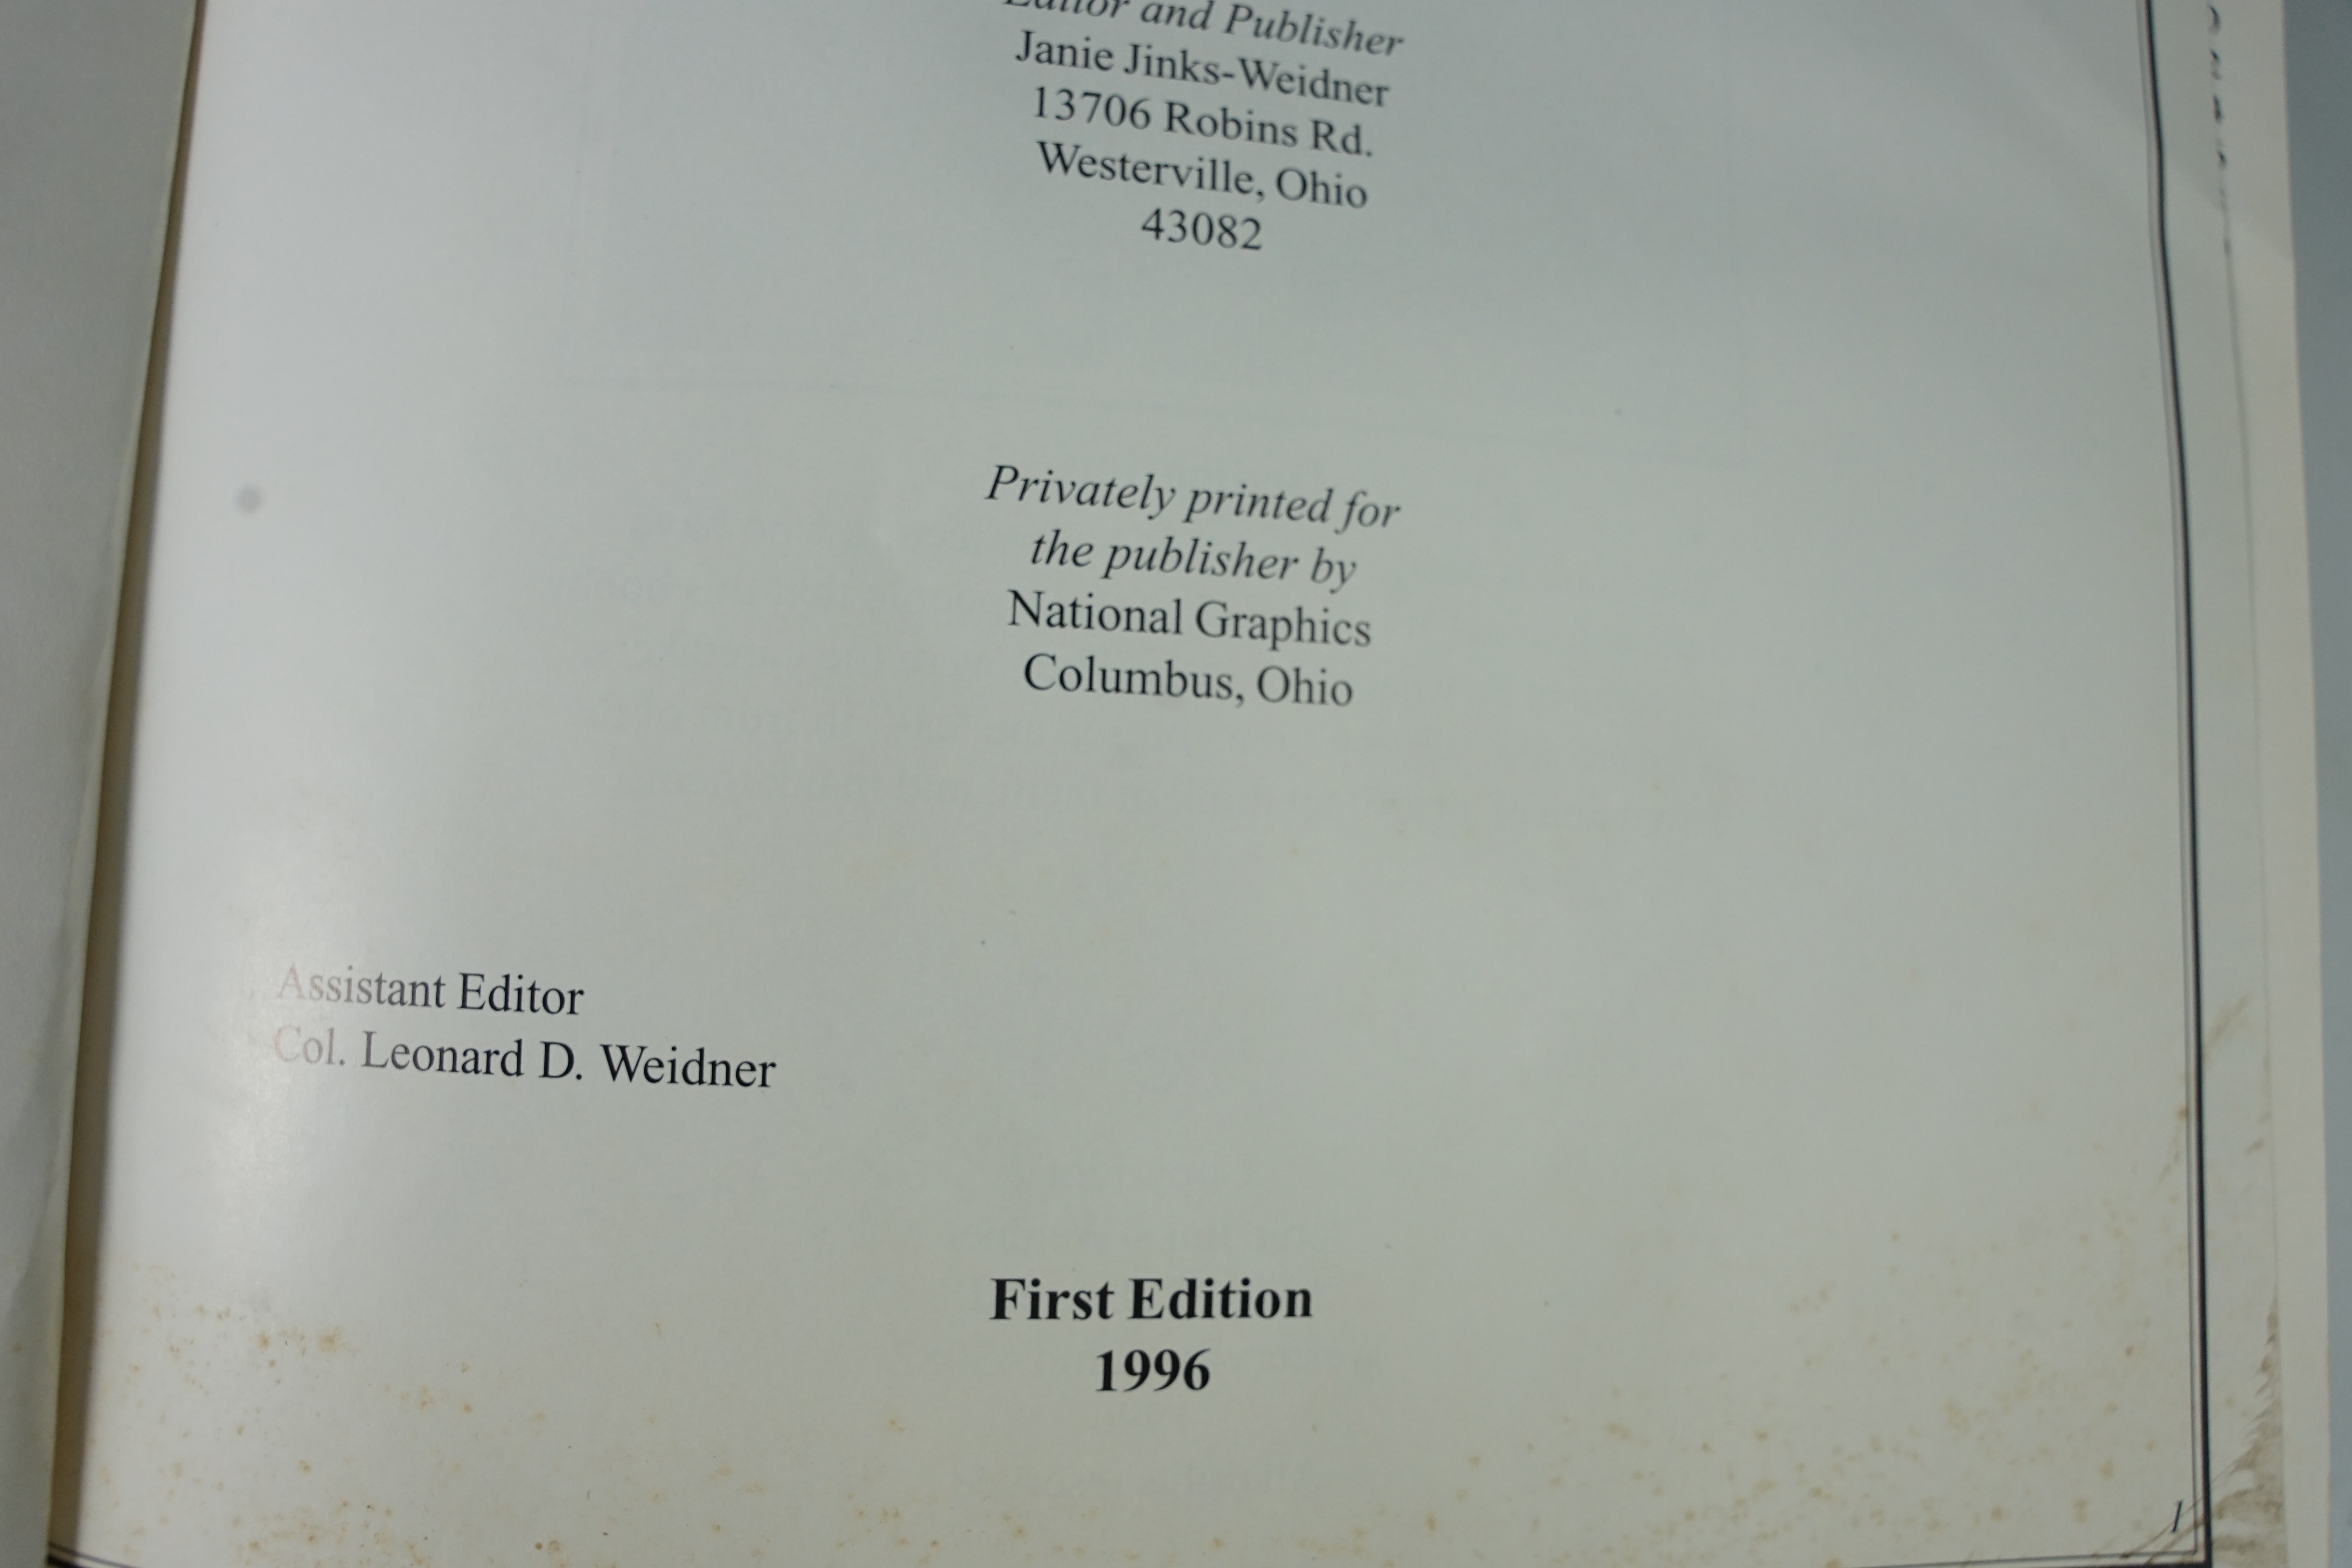 Editor and Publisher
Janie Jinks-Weidner
13706 Robins Rd.
Westerville, Ohio
43082
Privately printed for
the publisher by
National Graphics
Columbus, Ohio
Assistant Editor
Col. Leonard D. Weidner
First Edition
1996
1